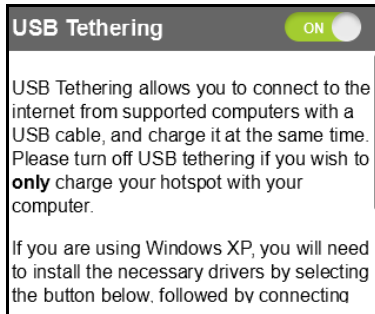 USB Tethering ON
USB Tethering allows you to connect to the
internet from supported computers with a
USB cable, and charge it at the same time.
Please turn off USB tethering if you wish to
only charge your hotspot with your
computer.
If you are using Windows XP, you will need
to install the necessary drivers by selecting
the button below, followed by connecting